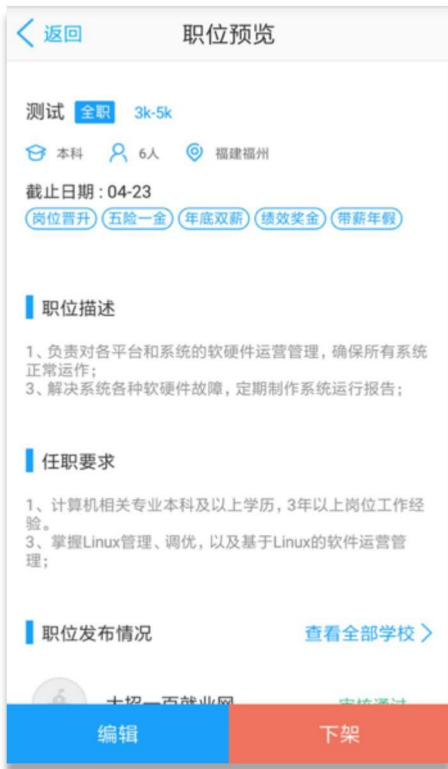 返回
职位预览
测试 全职 3k-5k
本科 6人 福建福州
截止日期 : 04-23
岗位晋升 五险一金 年底双薪 绩效奖金 带薪年假
职位描述
1、负责对各平台和系统的软硬件运营管理，确保所有系统
正常运作；
3、解决系统各种软硬件故障，定期制作系统运行报告；
任职要求
1、计算机相关专业本科及以上学历，3年以上岗位工作经
验。
3、掌握Linux管理、调优，以及基于Linux的软件运营管
理；
职位发布情况 查看全部学校
编辑 下架